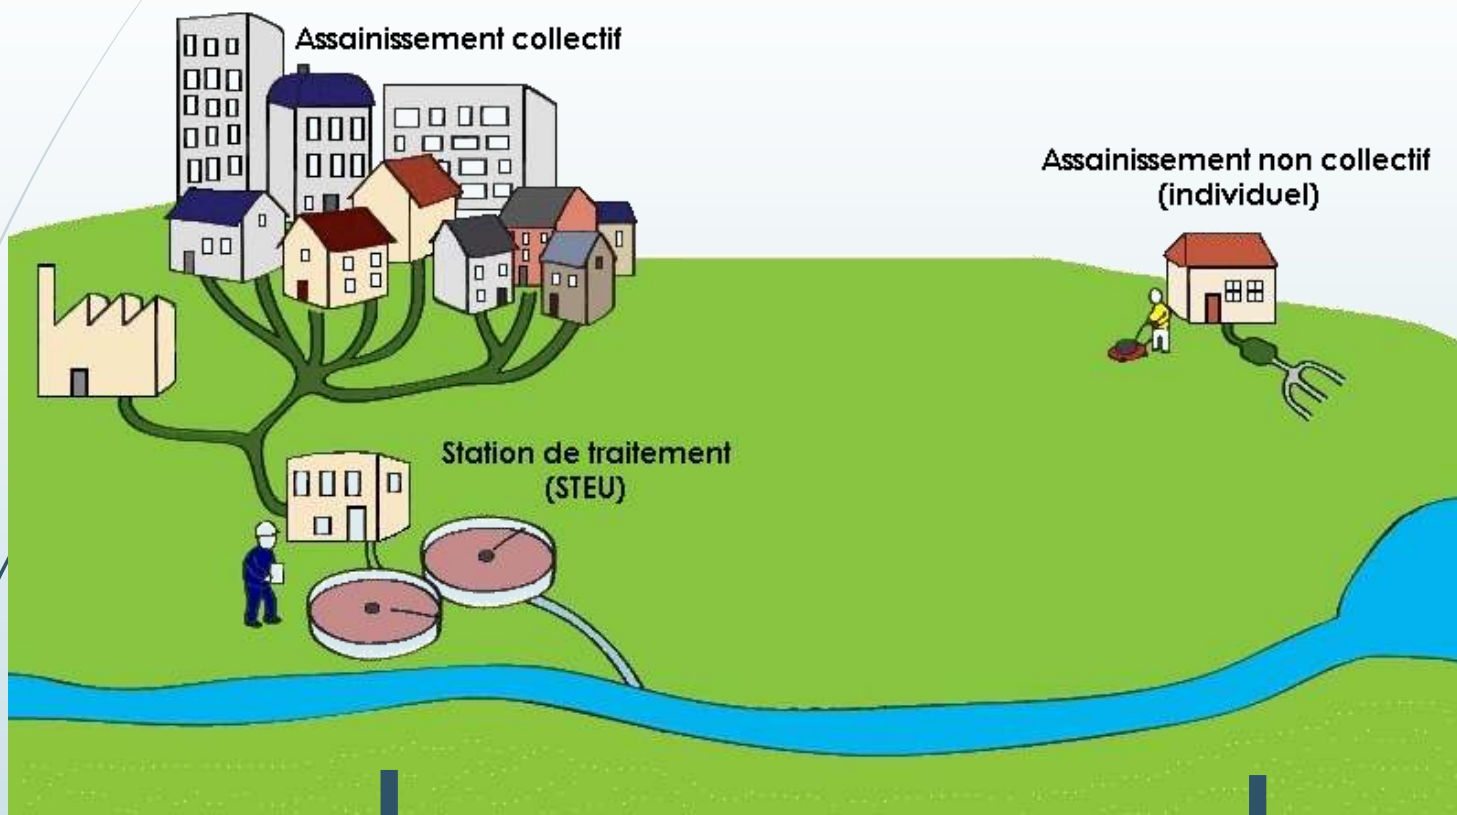 Assainissement collectif
Assainissement non collectif
(individuel)
Station de traitement
(STEU)